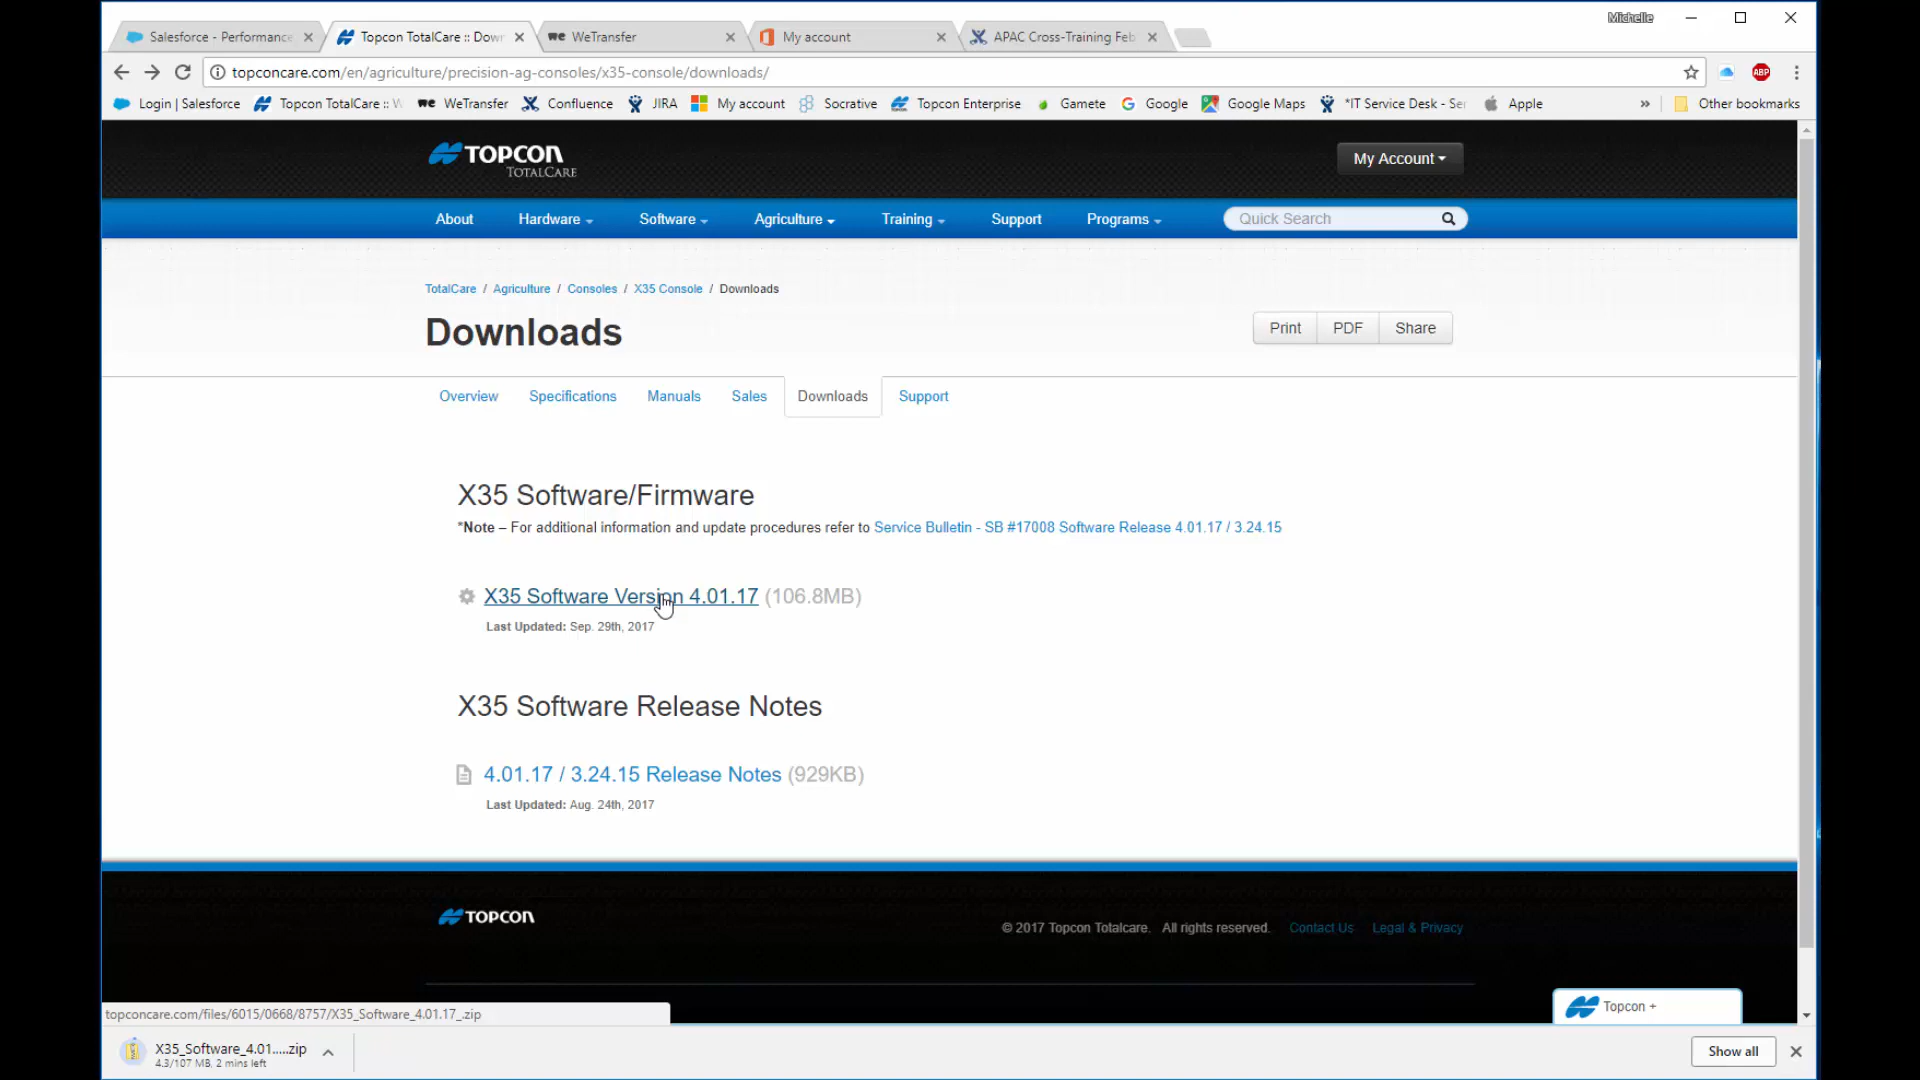 Michelle
Salesforce - Performance
Topcon TotalCare :: Dow
WeTransfer
My account
APAC Cross-Training Feb
topconcare.com/en/agriculture/precision-ag-consoles/x35-console/downloads/
ABP
Login | Salesforce
Topcon TotalCare :: W
WeTransfer
Confluence
JIRA
My account
Socrative
Topcon Enterprise
Gamete
Google
Google Maps
*IT Service Desk - Ser
Apple
»
Other bookmarks
TOPCON
TOTALCARE
My Account
About
Hardware
Software
Agriculture
Training
Support
Programs
Quick Search
TotalCare / Agriculture / Consoles / X35 Console / Downloads
Downloads
Print
PDF
Share
Overview
Specifications
Manuals
Sales
Downloads
Support
X35 Software/Firmware
*Note – For additional information and update procedures refer to Service Bulletin - SB #17008 Software Release 4.01.17 / 3.24.15
X35 Software Version 4.01.17 (106.8MB)
Last Updated: Sep. 29th, 2017
X35 Software Release Notes
4.01.17 / 3.24.15 Release Notes (929KB)
Last Updated: Aug. 24th, 2017
TOPCON
© 2017 Topcon Totalcare. All rights reserved.
Contact Us
Legal & Privacy
Topcon +
topconcare.com/files/6015/0668/8757/X35_Software_4.01.17_.zip
X35_Software_4.01.....zip
4.3/107 MB, 2 mins left
Show all